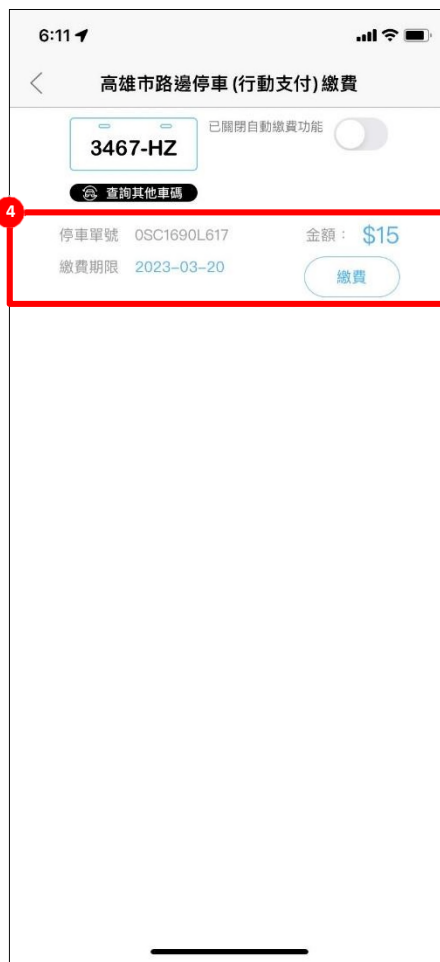 6:11
高雄市路邊停車(行動支付)繳費
3467-HZ
已關閉自動繳費功能
查詢其他車碼
4
停車單號 0SC1690L617 金額： $15
繳費期限 2023-03-20
繳費